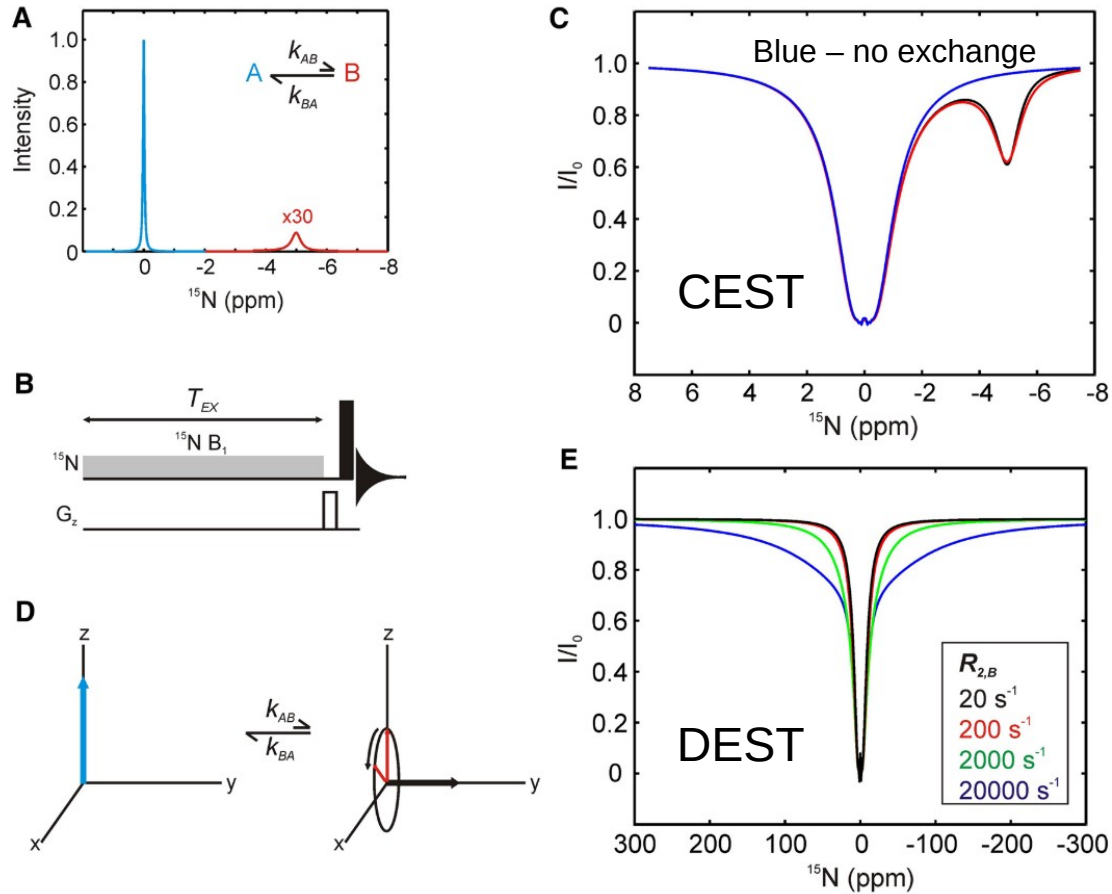 A
Intensity
1.0
0.8
0.6
0.4
0.2
0
k_AB
A ⇌ B
k_BA
x30
0 -2 -4 -6 -8
¹⁵N (ppm)
B
T_EX
¹⁵N B₁
¹⁵N
G_z
C
Blue – no exchange
I/I₀
1.0
0.8
0.6
0.4
0.2
0
CEST
8 6 4 2 0 -2 -4 -6 -8
¹⁵N (ppm)
D
z
y
x
k_AB
k_BA
z
y
x
E
I/I₀
1.0
0.8
0.6
0.4
0.2
0
DEST
R_2,B
20 s⁻¹
200 s⁻¹
2000 s⁻¹
20000 s⁻¹
300 200 100 0 -100 -200 -300
¹⁵N (ppm)